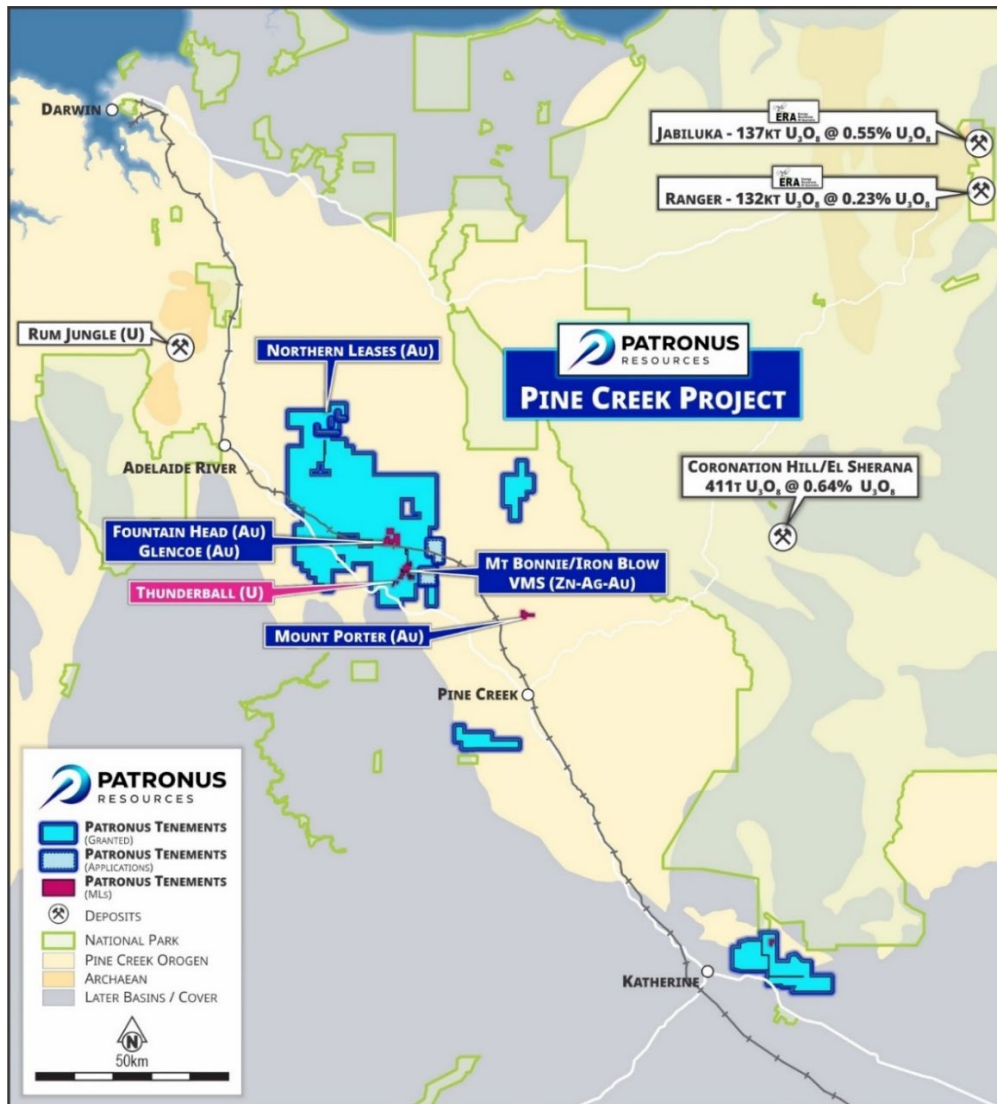 DARWIN
ERA
JABILUKA - 137KT U₃O₈ @ 0.55% U₃O₈
ERA
RANGER - 132KT U₃O₈ @ 0.23% U₃O₈
RUM JUNGLE (U)
NORTHERN LEASES (AU)
PATRONUS
RESOURCES
PINE CREEK PROJECT
ADELAIDE RIVER
CORONATION HILL/EL SHERANA
411T U₃O₈ @ 0.64% U₃O₈
FOUNTAIN HEAD (AU)
GLENCOE (AU)
MT BONNIE/IRON BLOW
VMS (ZN-AG-AU)
THUNDERBALL (U)
MOUNT PORTER (AU)
PINE CREEK
KATHERINE
PATRONUS
RESOURCES
PATRONUS TENEMENTS
(GRANTED)
PATRONUS TENEMENTS
(APPLICATIONS)
PATRONUS TENEMENTS
(MLS)
DEPOSITS
NATIONAL PARK
PINE CREEK OROGEN
ARCHAEAN
LATER BASINS / COVER
N
50km